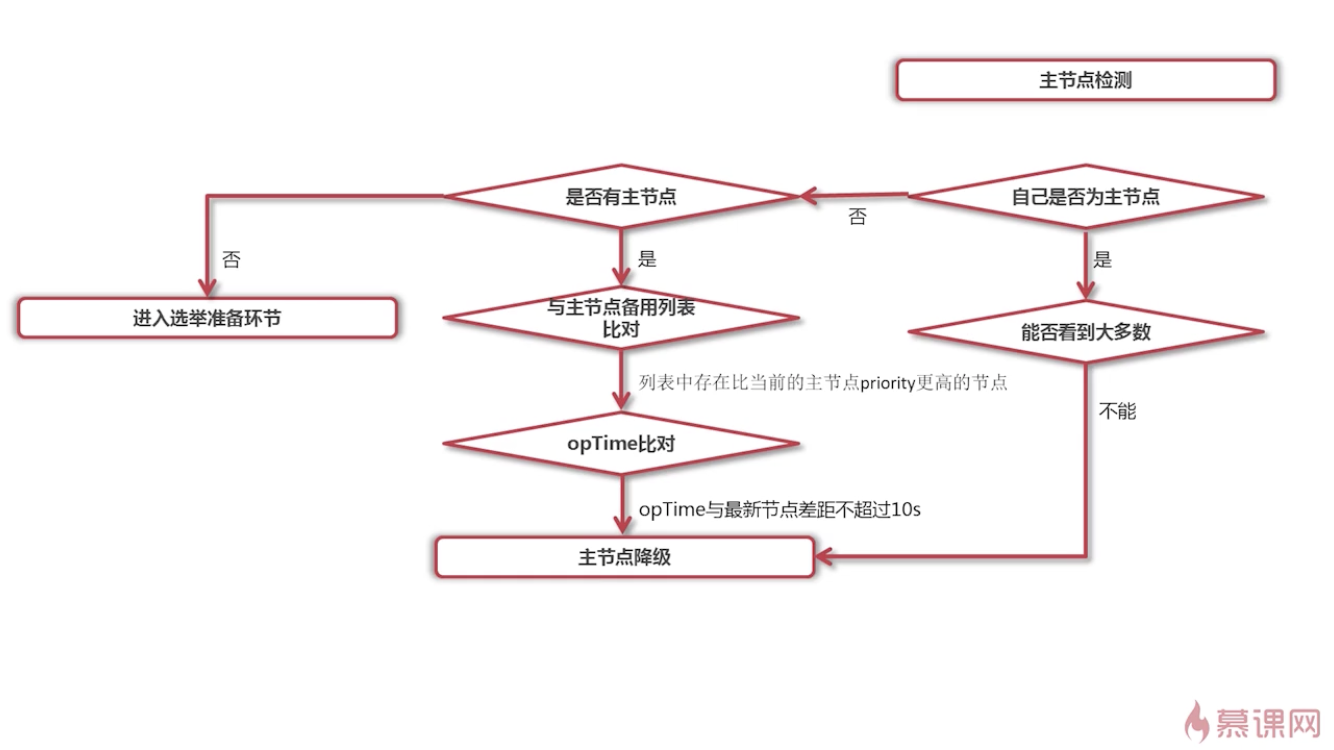 主节点检测
自己是否为主节点
是否有主节点
否
否
是
是
进入选举准备环节
与主节点备用列表
比对
能否看到大多数
列表中存在比当前的主节点priority更高的节点
不能
opTime比对
opTime与最新节点差距不超过10s
主节点降级
慕课网